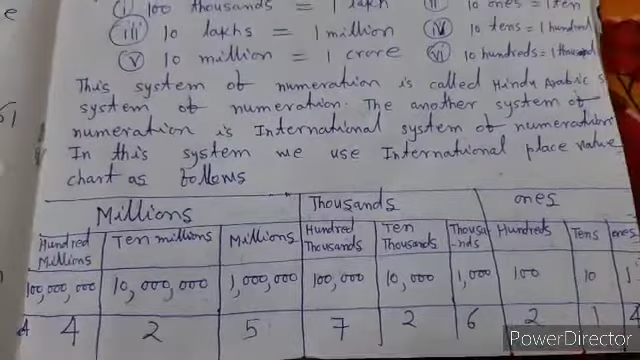 (i) 100 thousands = 1 lakh (ii) 10 ones = 1 ten
(iii) 10 lakhs = 1 million (iv) 10 tens = 1 hundred
(v) 10 million = 1 crore (vi) 10 hundreds = 1 thousand
This system of numeration is called Hindu Arabic
system of numeration. The another system of
numeration is International system of numeration
In this system we use International place value
chart as follows
Millions Thousands ones
Hundred Millions Ten millions Millions Hundred Thousands Ten Thousands Thousa-nds Hundreds Tens ones
100,000,000 10,000,000 1,000,000 100,000 10,000 1,000 100 10 1
4 2 5 7 2 6 2 1 4
PowerDirector